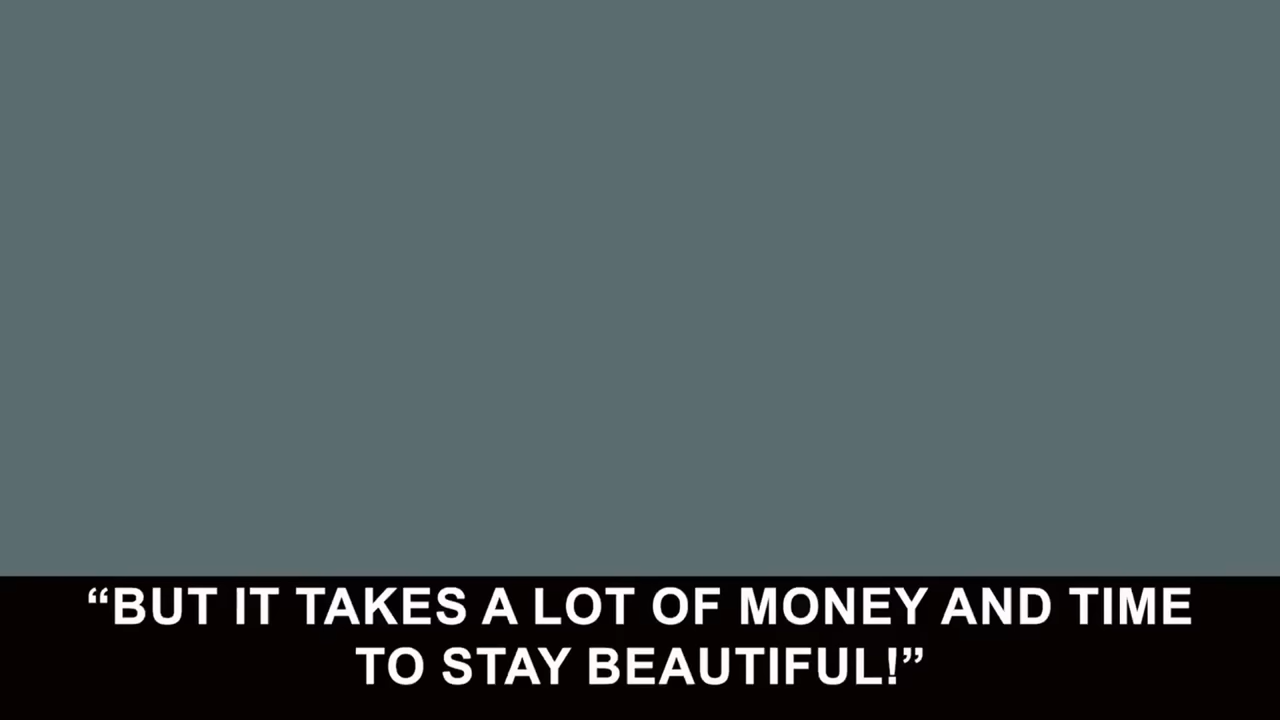 “BUT IT TAKES A LOT OF MONEY AND TIME
TO STAY BEAUTIFUL!”